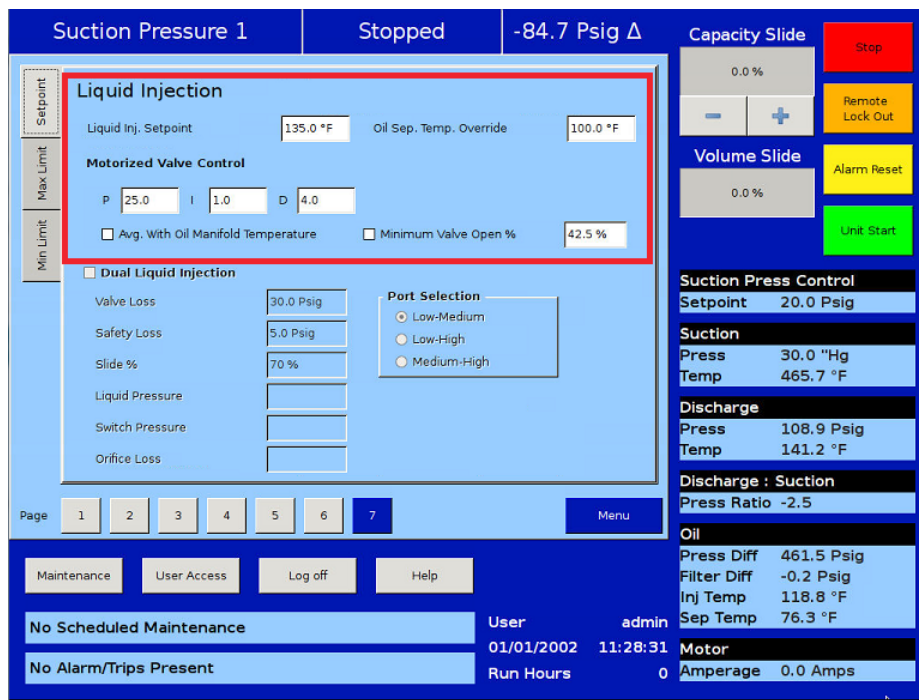 Suction Pressure 1
Stopped
-84.7 Psig Δ
Setpoint
Max Limit
Min Limit
Liquid Injection
Liquid Inj. Setpoint 135.0 °F Oil Sep. Temp. Override 100.0 °F
Motorized Valve Control
P 25.0 I 1.0 D 4.0
Avg. With Oil Manifold Temperature Minimum Valve Open % 42.5 %
Dual Liquid Injection
Valve Loss 30.0 Psig
Safety Loss 5.0 Psig
Slide % 70 %
Liquid Pressure
Switch Pressure
Orifice Loss
Port Selection
Low-Medium
Low-High
Medium-High
Page 1 2 3 4 5 6 7 Menu
Maintenance User Access Log off Help
No Scheduled Maintenance
No Alarm/Trips Present
User admin
01/01/2002 11:28:31
Run Hours 0
Capacity Slide
0.0 %
Volume Slide
0.0 %
Stop
Remote
Lock Out
Alarm Reset
Unit Start
Suction Press Control
Setpoint 20.0 Psig
Suction
Press 30.0 "Hg
Temp 465.7 °F
Discharge
Press 108.9 Psig
Temp 141.2 °F
Discharge : Suction
Press Ratio -2.5
Oil
Press Diff 461.5 Psig
Filter Diff -0.2 Psig
Inj Temp 118.8 °F
Sep Temp 76.3 °F
Motor
Amperage 0.0 Amps